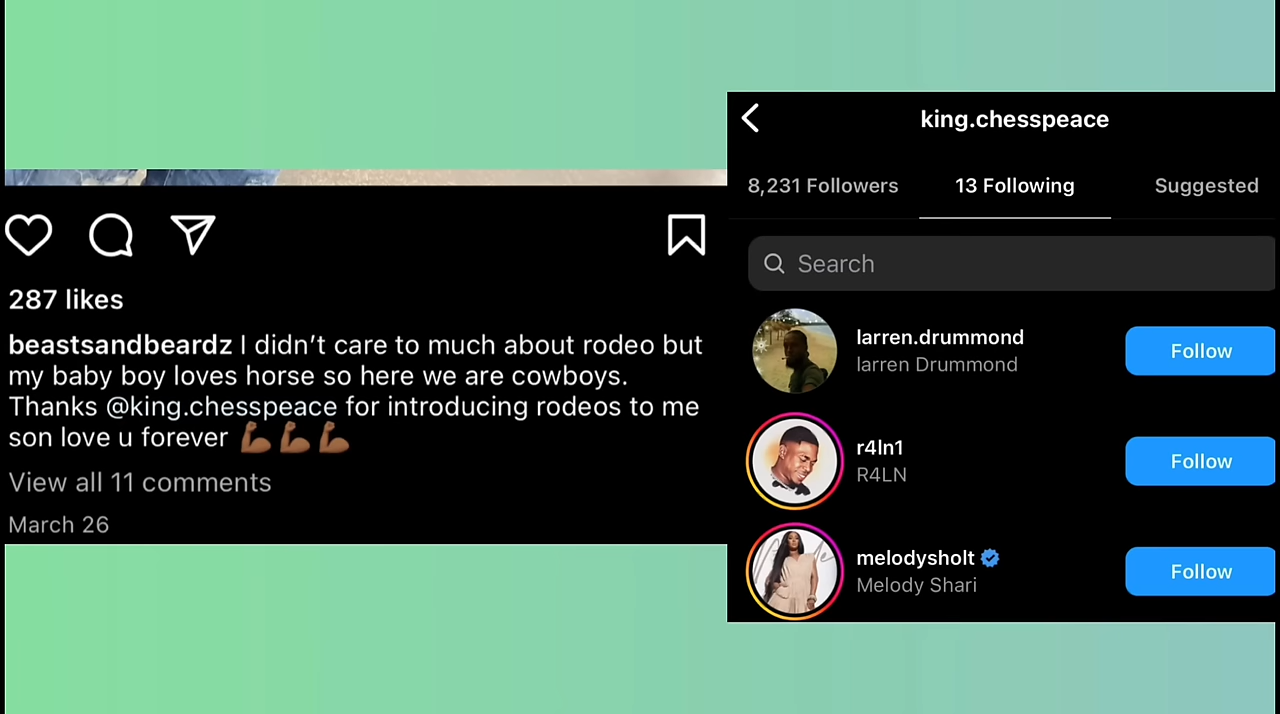 287 likes
beastsandbeardz I didn't care to much about rodeo but
my baby boy loves horse so here we are cowboys.
Thanks @king.chesspeace for introducing rodeos to me
son love u forever 💪🏾💪🏾💪🏾
View all 11 comments
March 26
king.chesspeace
8,231 Followers 13 Following Suggested
Search
larren.drummond
larren Drummond
Follow
r4ln1
R4LN
Follow
melodysholt
Melody Shari
Follow